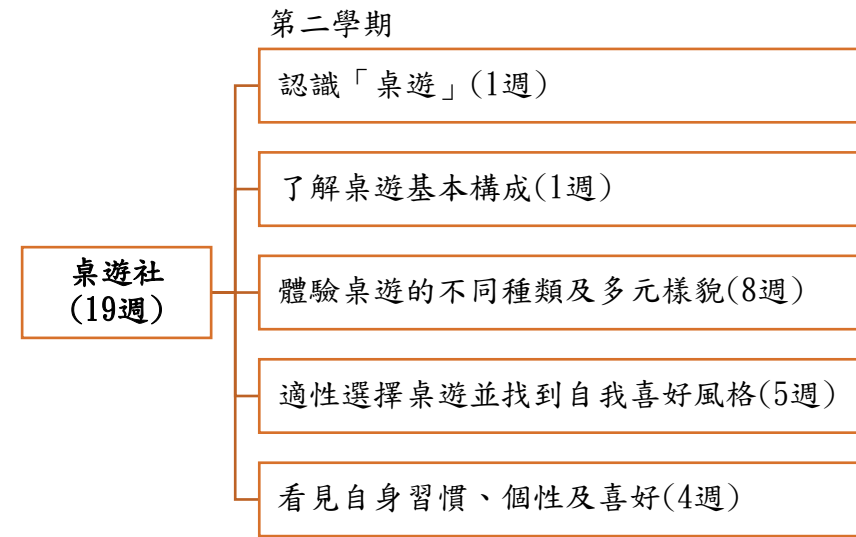 第二學期
認識「桌遊」(1週)
了解桌遊基本構成(1週)
桌遊社
(19週)
體驗桌遊的不同種類及多元樣貌(8週)
適性選擇桌遊並找到自我喜好風格(5週)
看見自身習慣、個性及喜好(4週)